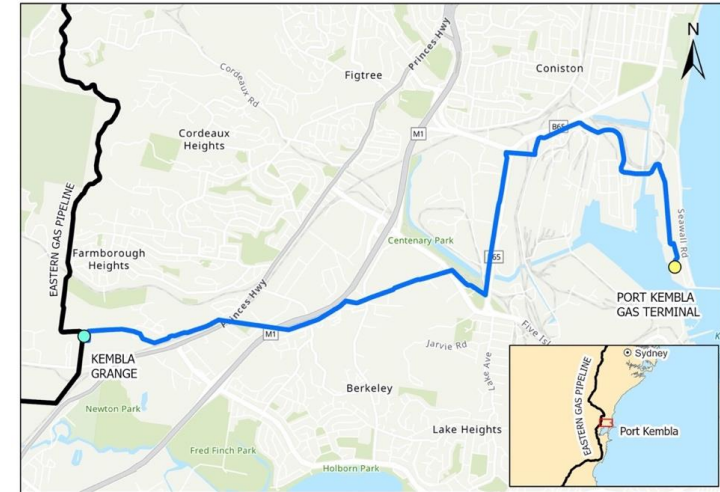 N
Princes Hwy
Coniston
Figtree
Cordeaux Rd
B65
M1
Cordeaux
Heights
EASTERN GAS PIPELINE
Seawall Rd
Centenary Park
Farmborough
Heights
B65
PORT KEMBLA
GAS TERMINAL
Princes Hwy
M1
KEMBLA
GRANGE
Jarvie Rd
Five Isl
Lake Ave
Berkeley
Newton Park
Lake Heights
Fred Finch Park
Holborn Park
Sydney
EASTERN GAS PIPELINE
Port Kembla